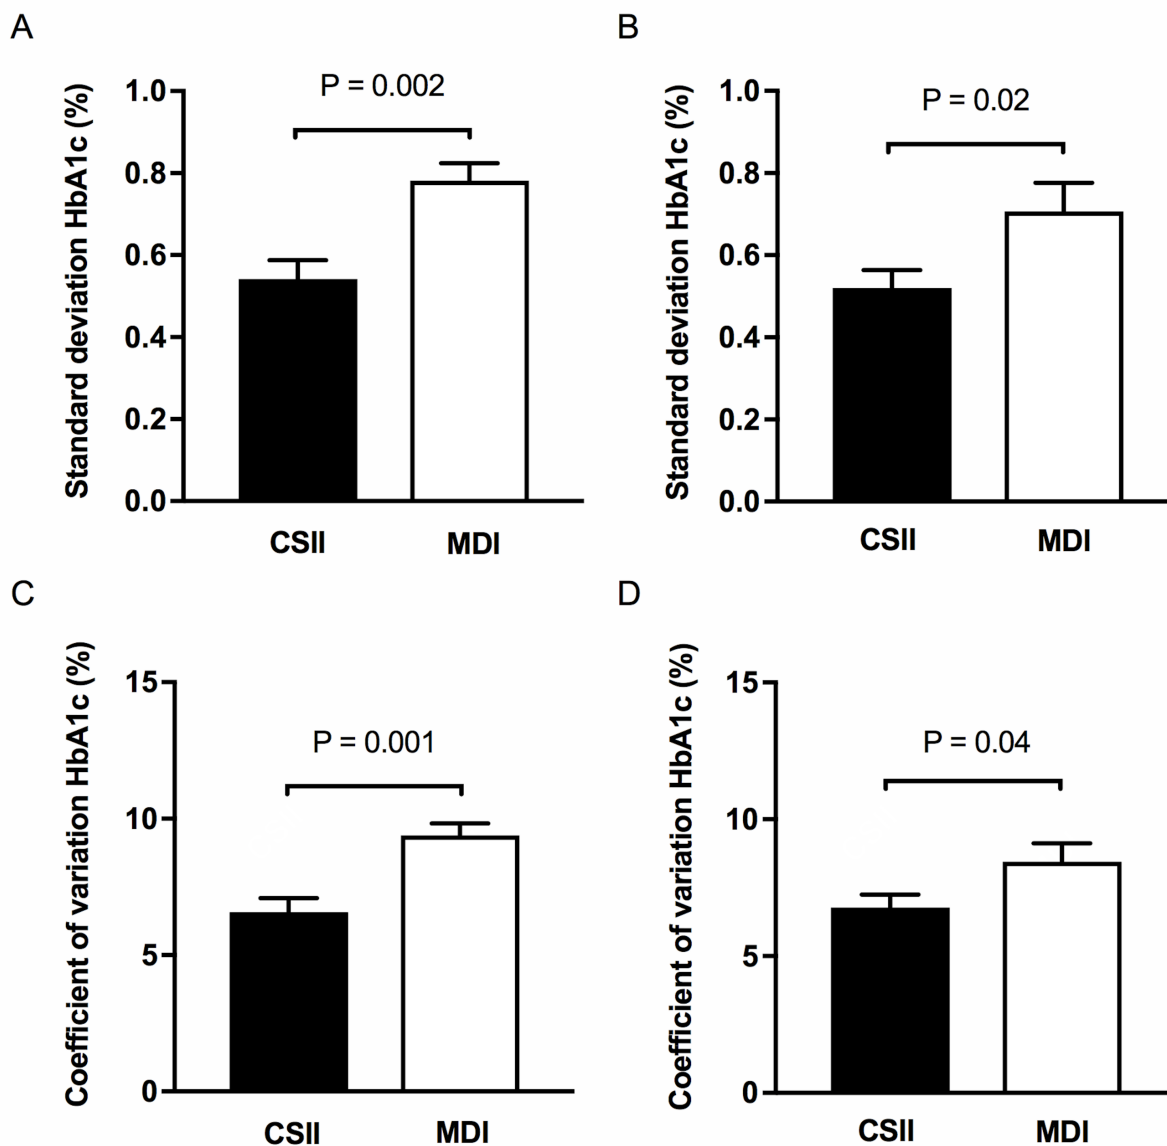 A
P = 0.002
Standard deviation HbA1c (%)
1.0
0.8
0.6
0.4
0.2
0.0
CSII
MDI
B
P = 0.02
Standard deviation HbA1c (%)
1.0
0.8
0.6
0.4
0.2
0.0
CSII
MDI
C
P = 0.001
Coefficient of variation HbA1c (%)
15
10
5
0
CSII
MDI
D
P = 0.04
Coefficient of variation HbA1c (%)
15
10
5
0
CSII
MDI